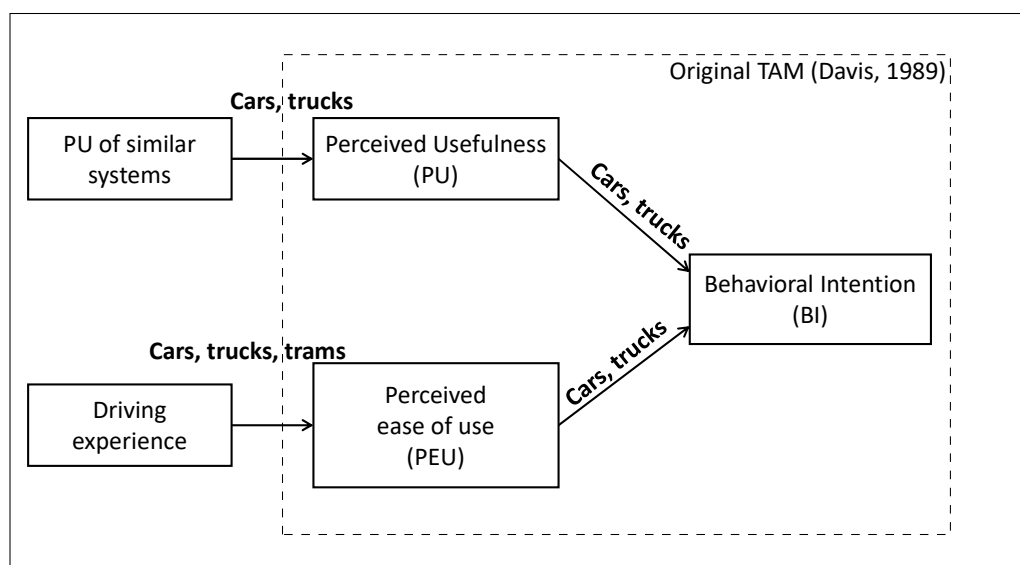 Original TAM (Davis, 1989)
Cars, trucks
PU of similar
systems
Perceived Usefulness
(PU)
Cars, trucks
Behavioral Intention
(BI)
Cars, trucks, trams
Cars, trucks
Driving
experience
Perceived
ease of use
(PEU)